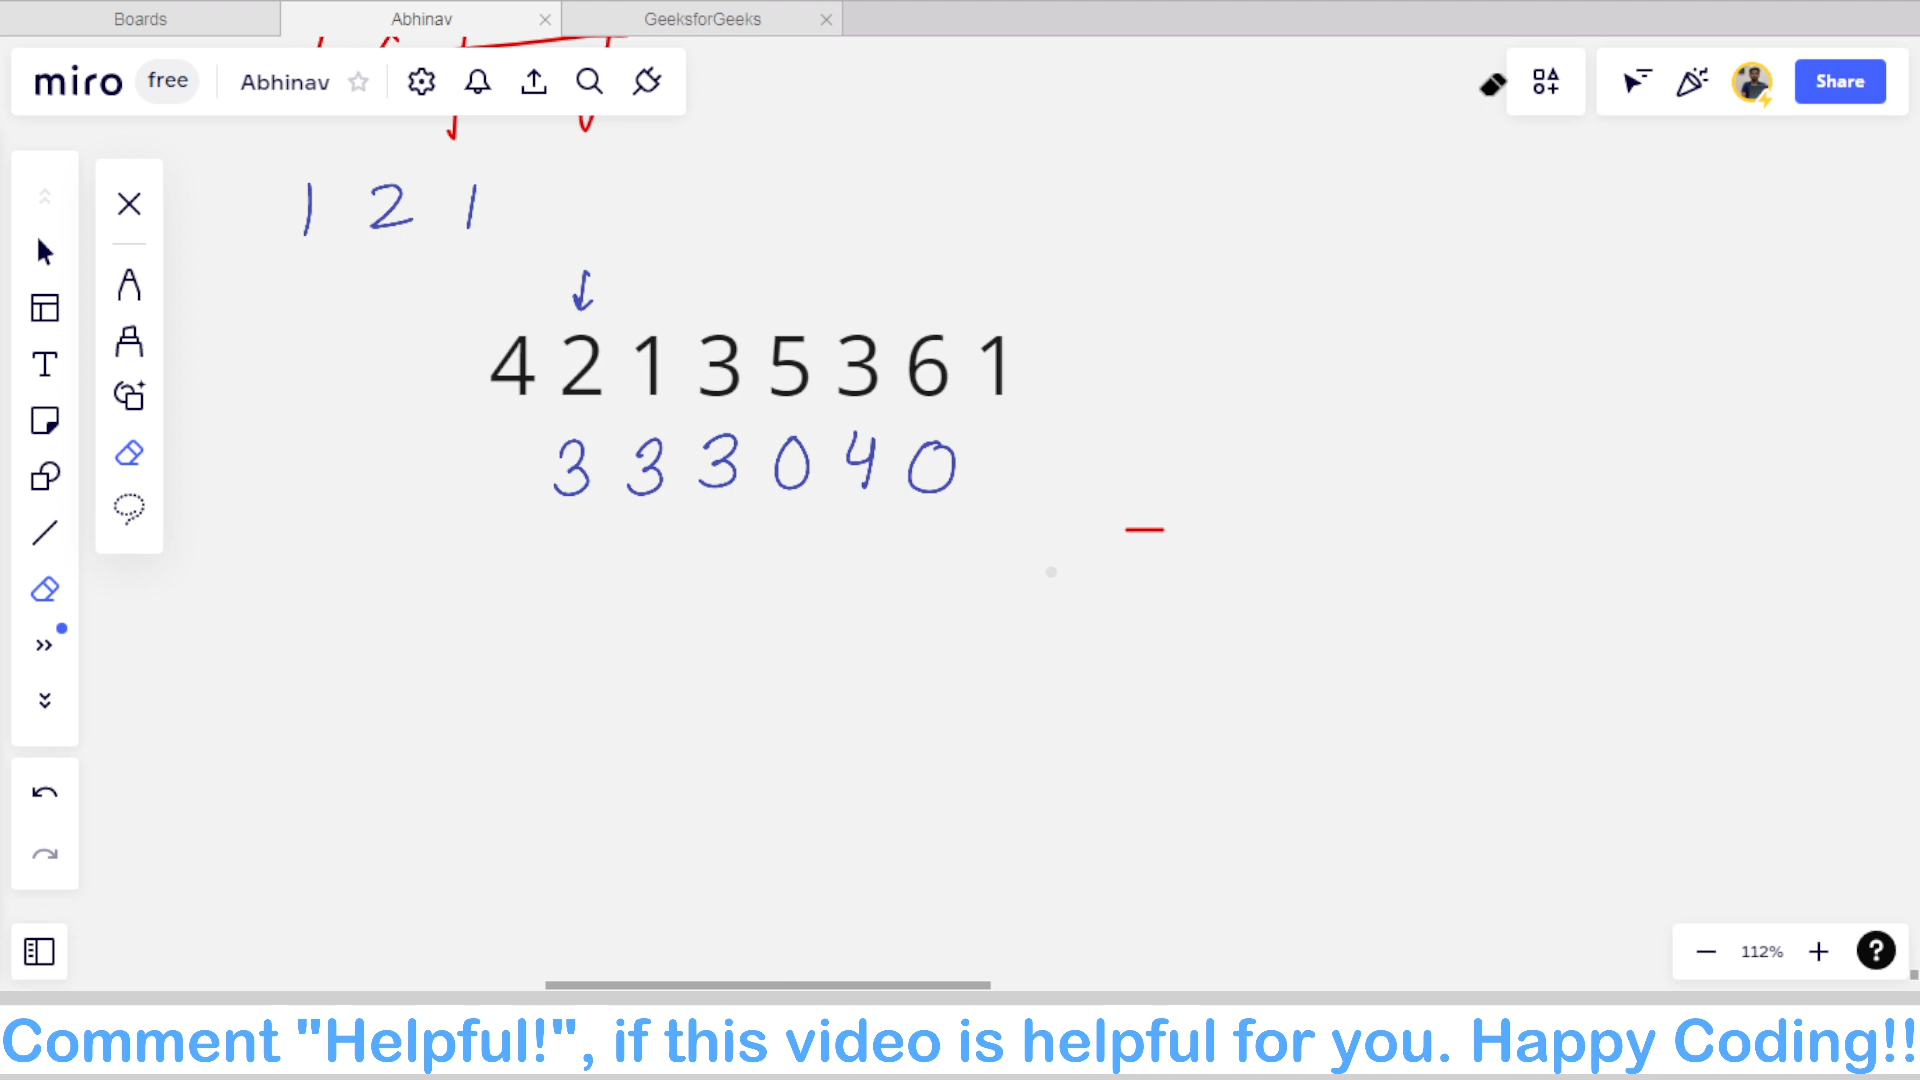 Boards Abhinav GeeksforGeeks
miro free Abhinav Share
1 2 1
4 2 1 3 5 3 6 1
3 3 3 0 4 0
T
112%
?
Comment "Helpful!", if this video is helpful for you. Happy Coding!!